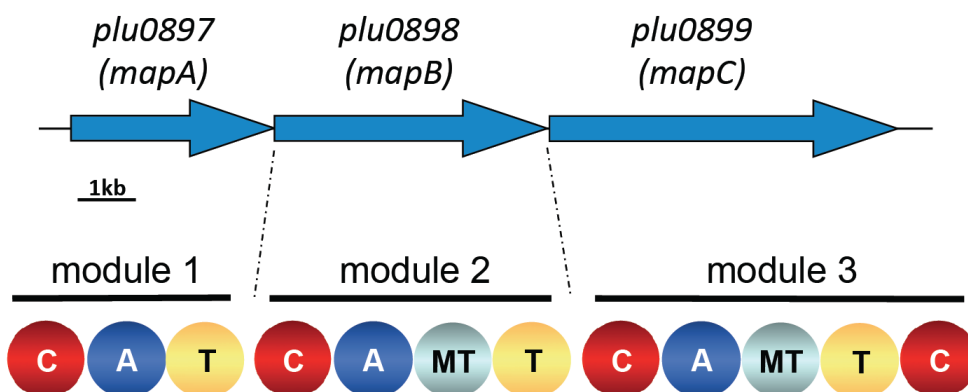 plu0897 plu0898 plu0899
(mapA) (mapB) (mapC)
1kb
module 1 module 2 module 3
C A T C A MT T C A MT T C